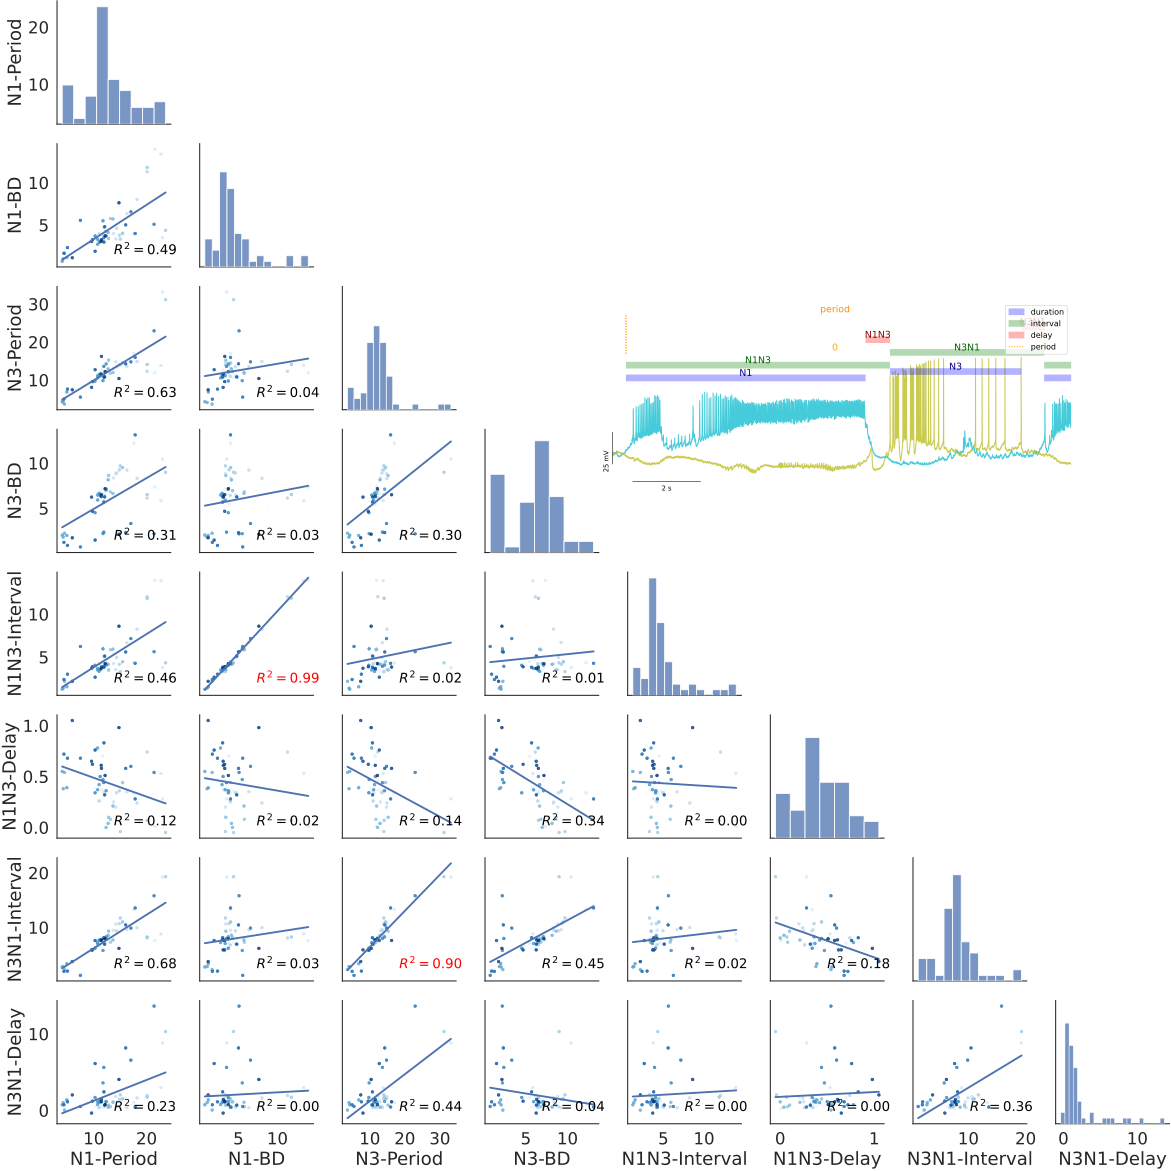 N1-Period
20
10
N1-BD
10
5
R² = 0.49
N3-Period
30
20
10
R² = 0.63
R² = 0.04
period
N1N3
0
N1N3
N1
N3N1
N3
duration
interval
delay
period
25 mV
2 s
N3-BD
10
5
R² = 0.31
R² = 0.03
R² = 0.30
N1N3-Interval
10
5
R² = 0.46
R² = 0.99
R² = 0.02
R² = 0.01
N1N3-Delay
1.0
0.5
0.0
R² = 0.12
R² = 0.02
R² = 0.14
R² = 0.34
R² = 0.00
N3N1-Interval
20
10
R² = 0.68
R² = 0.03
R² = 0.90
R² = 0.45
R² = 0.02
R² = 0.18
N3N1-Delay
10
0
R² = 0.23
R² = 0.00
R² = 0.44
R² = 0.04
R² = 0.00
R² = 0.00
R² = 0.36
10 20
5 10
10 20 30
5 10
5 10
0 1
10 20
0 10
N1-Period
N1-BD
N3-Period
N3-BD
N1N3-Interval
N1N3-Delay
N3N1-Interval
N3N1-Delay